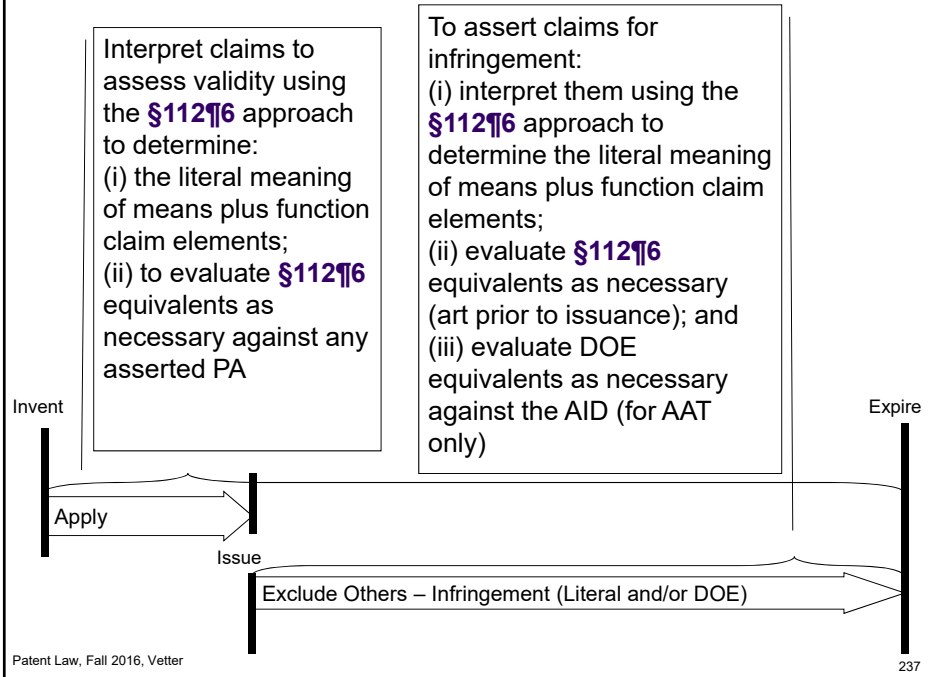 Interpret claims to
assess validity using
the §112¶6 approach
to determine:
(i) the literal meaning
of means plus function
claim elements;
(ii) to evaluate §112¶6
equivalents as
necessary against any
asserted PA
To assert claims for
infringement:
(i) interpret them using the
§112¶6 approach to
determine the literal meaning
of means plus function claim
elements;
(ii) evaluate §112¶6
equivalents as necessary
(art prior to issuance); and
(iii) evaluate DOE
equivalents as necessary
against the AID (for AAT
only)
Invent
Expire
Apply
Issue
Exclude Others – Infringement (Literal and/or DOE)
Patent Law, Fall 2016, Vetter
237